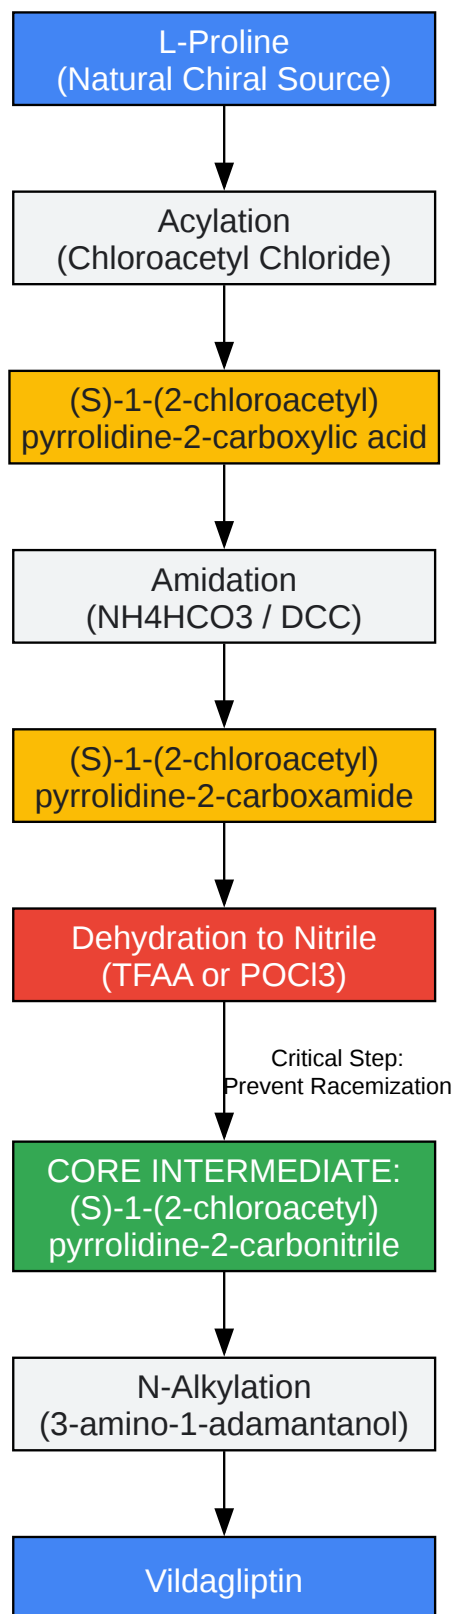 L-Proline
(Natural Chiral Source)
Acylation
(Chloroacetyl Chloride)
(S)-1-(2-chloroacetyl)
pyrrolidine-2-carboxylic acid
Amidation
(NH4HCO3 / DCC)
(S)-1-(2-chloroacetyl)
pyrrolidine-2-carboxamide
Dehydration to Nitrile
(TFAA or POCl3)
Critical Step:
Prevent Racemization
CORE INTERMEDIATE:
(S)-1-(2-chloroacetyl)
pyrrolidine-2-carbonitrile
N-Alkylation
(3-amino-1-adamantanol)
Vildagliptin